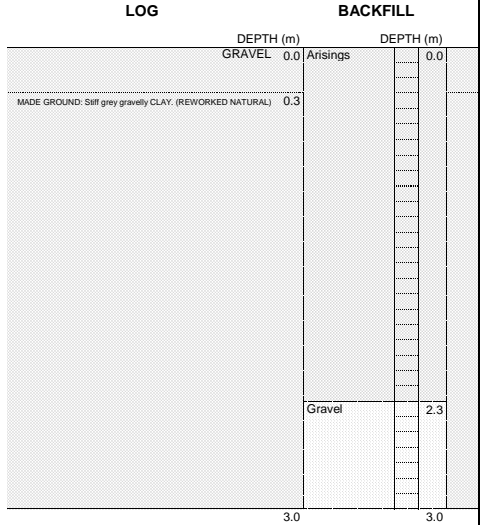 LOG BACKFILL
DEPTH (m) DEPTH (m)
GRAVEL 0.0 Arisings 0.0
MADE GROUND: Stiff grey gravelly CLAY. (REWORKED NATURAL) 0.3
Gravel 2.3
3.0 3.0